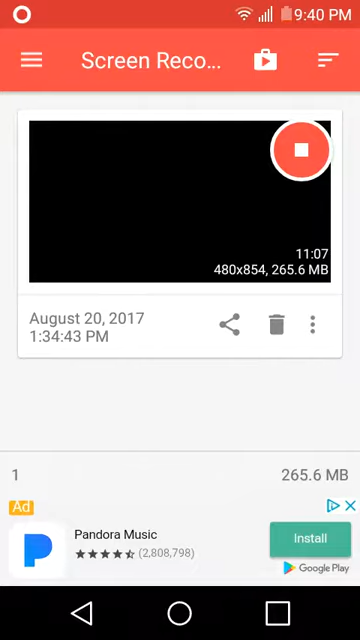 9:40 PM
Screen Reco...
11:07
480x854, 265.6 MB
August 20, 2017
1:34:43 PM
1
265.6 MB
Ad
Pandora Music
(2,808,798)
Install
Google Play